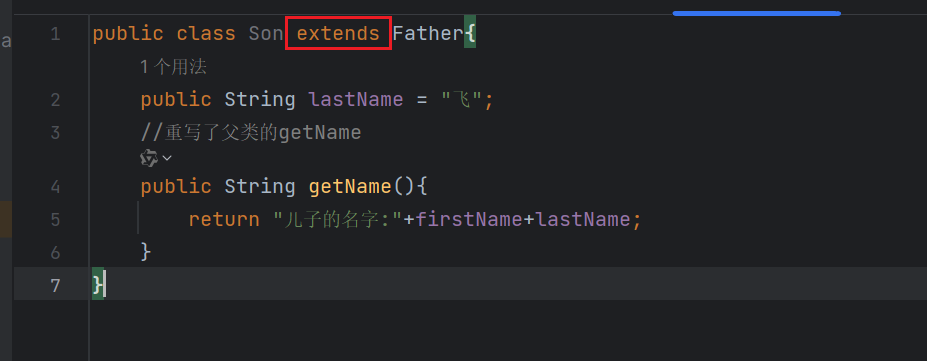 a
1 public class Son extends Father{
1 个用法
2 public String lastName = "飞";
3 //重写了父类的getName
4 public String getName(){
5 return "儿子的名字:"+firstName+lastName;
6 }
7 }